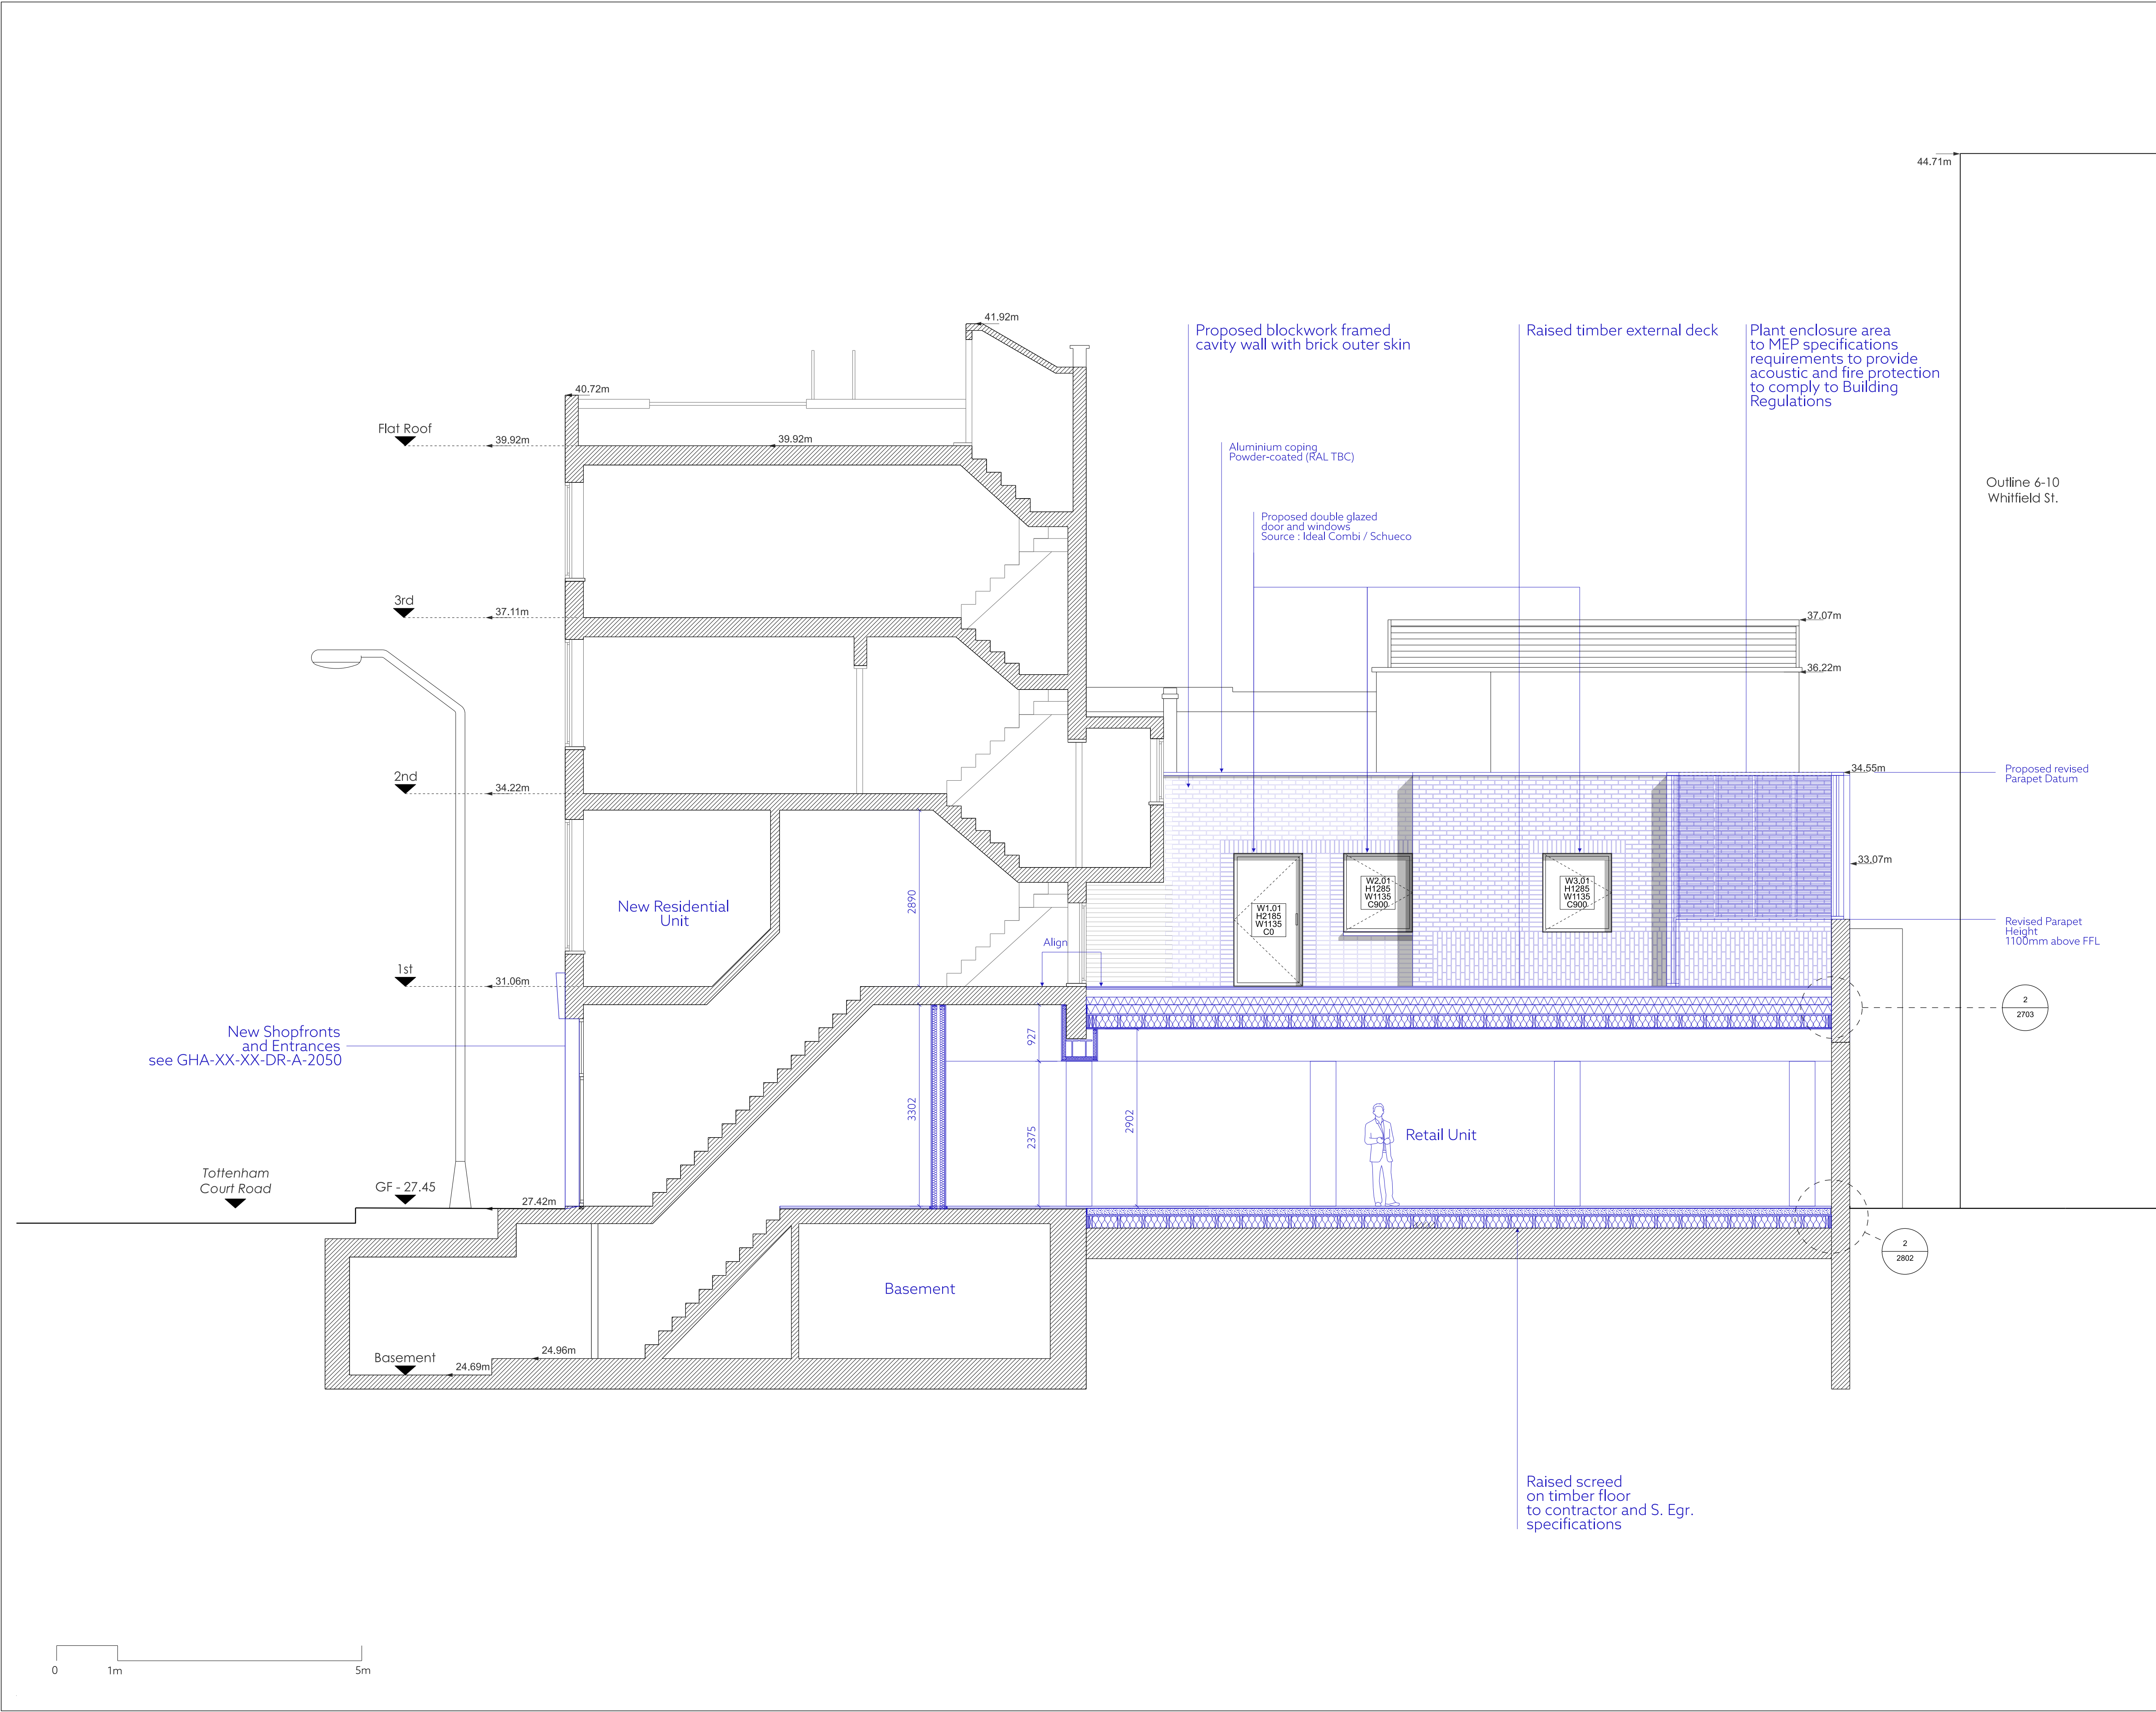 44.71m
41.92m
Proposed blockwork framed
cavity wall with brick outer skin
Raised timber external deck
Plant enclosure area
to MEP specifications
requirements to provide
acoustic and fire protection
to comply to Building
Regulations
40.72m
Flat Roof
39.92m
39.92m
Aluminium coping
Powder-coated (RAL TBC)
Outline 6-10
Whitfield St.
Proposed double glazed
door and windows
Source : Ideal Combi / Schueco
3rd
37.11m
37.07m
36.22m
2nd
34.22m
34.55m
Proposed revised
Parapet Datum
33.07m
W1.01
H2185
W1135
C0
W2.01
H1285
W1135
C900
W3.01
H1285
W1135
C900
New Residential
Unit
2890
Revised Parapet
Height
1100mm above FFL
Align
1st
31.06m
2
2703
New Shopfronts
and Entrances
see GHA-XX-XX-DR-A-2050
927
3302
2375
2902
Retail Unit
Tottenham
Court Road
GF - 27.45
27.42m
2
2802
Basement
Basement
24.96m
24.69m
Raised screed
on timber floor
to contractor and S. Egr.
specifications
0
1m
5m